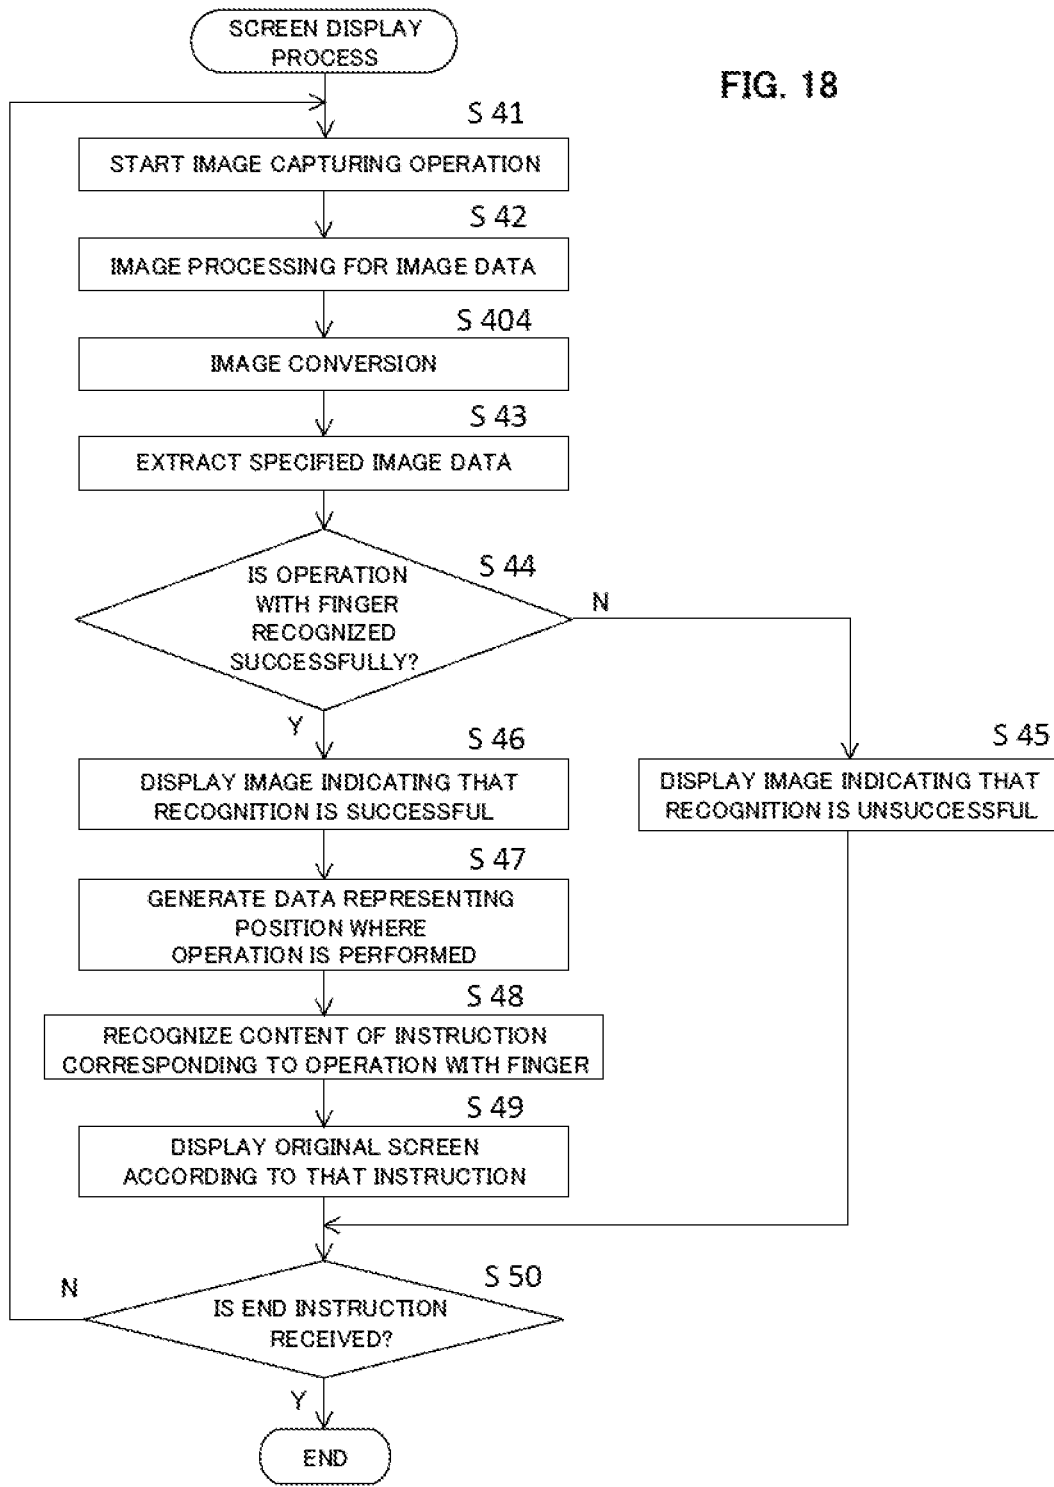 SCREEN DISPLAY
PROCESS
FIG. 18
S 41
START IMAGE CAPTURING OPERATION
S 42
IMAGE PROCESSING FOR IMAGE DATA
S 404
IMAGE CONVERSION
S 43
EXTRACT SPECIFIED IMAGE DATA
S 44
IS OPERATION
WITH FINGER
RECOGNIZED
SUCCESSFULLY?
N
Y
S 46
DISPLAY IMAGE INDICATING THAT
RECOGNITION IS SUCCESSFUL
S 45
DISPLAY IMAGE INDICATING THAT
RECOGNITION IS UNSUCCESSFUL
S 47
GENERATE DATA REPRESENTING
POSITION WHERE
OPERATION IS PERFORMED
S 48
RECOGNIZE CONTENT OF INSTRUCTION
CORRESPONDING TO OPERATION WITH FINGER
S 49
DISPLAY ORIGINAL SCREEN
ACCORDING TO THAT INSTRUCTION
S 50
N
IS END INSTRUCTION
RECEIVED?
Y
END